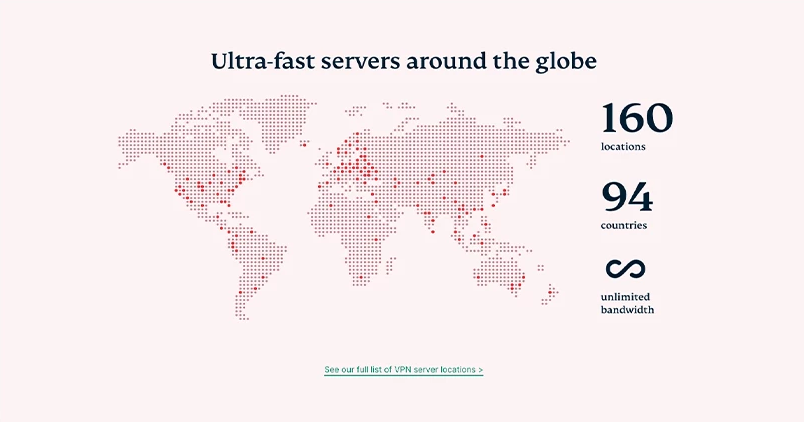 Ultra-fast servers around the globe
160
locations
94
countries
∞
unlimited
bandwidth
See our full list of VPN server locations >